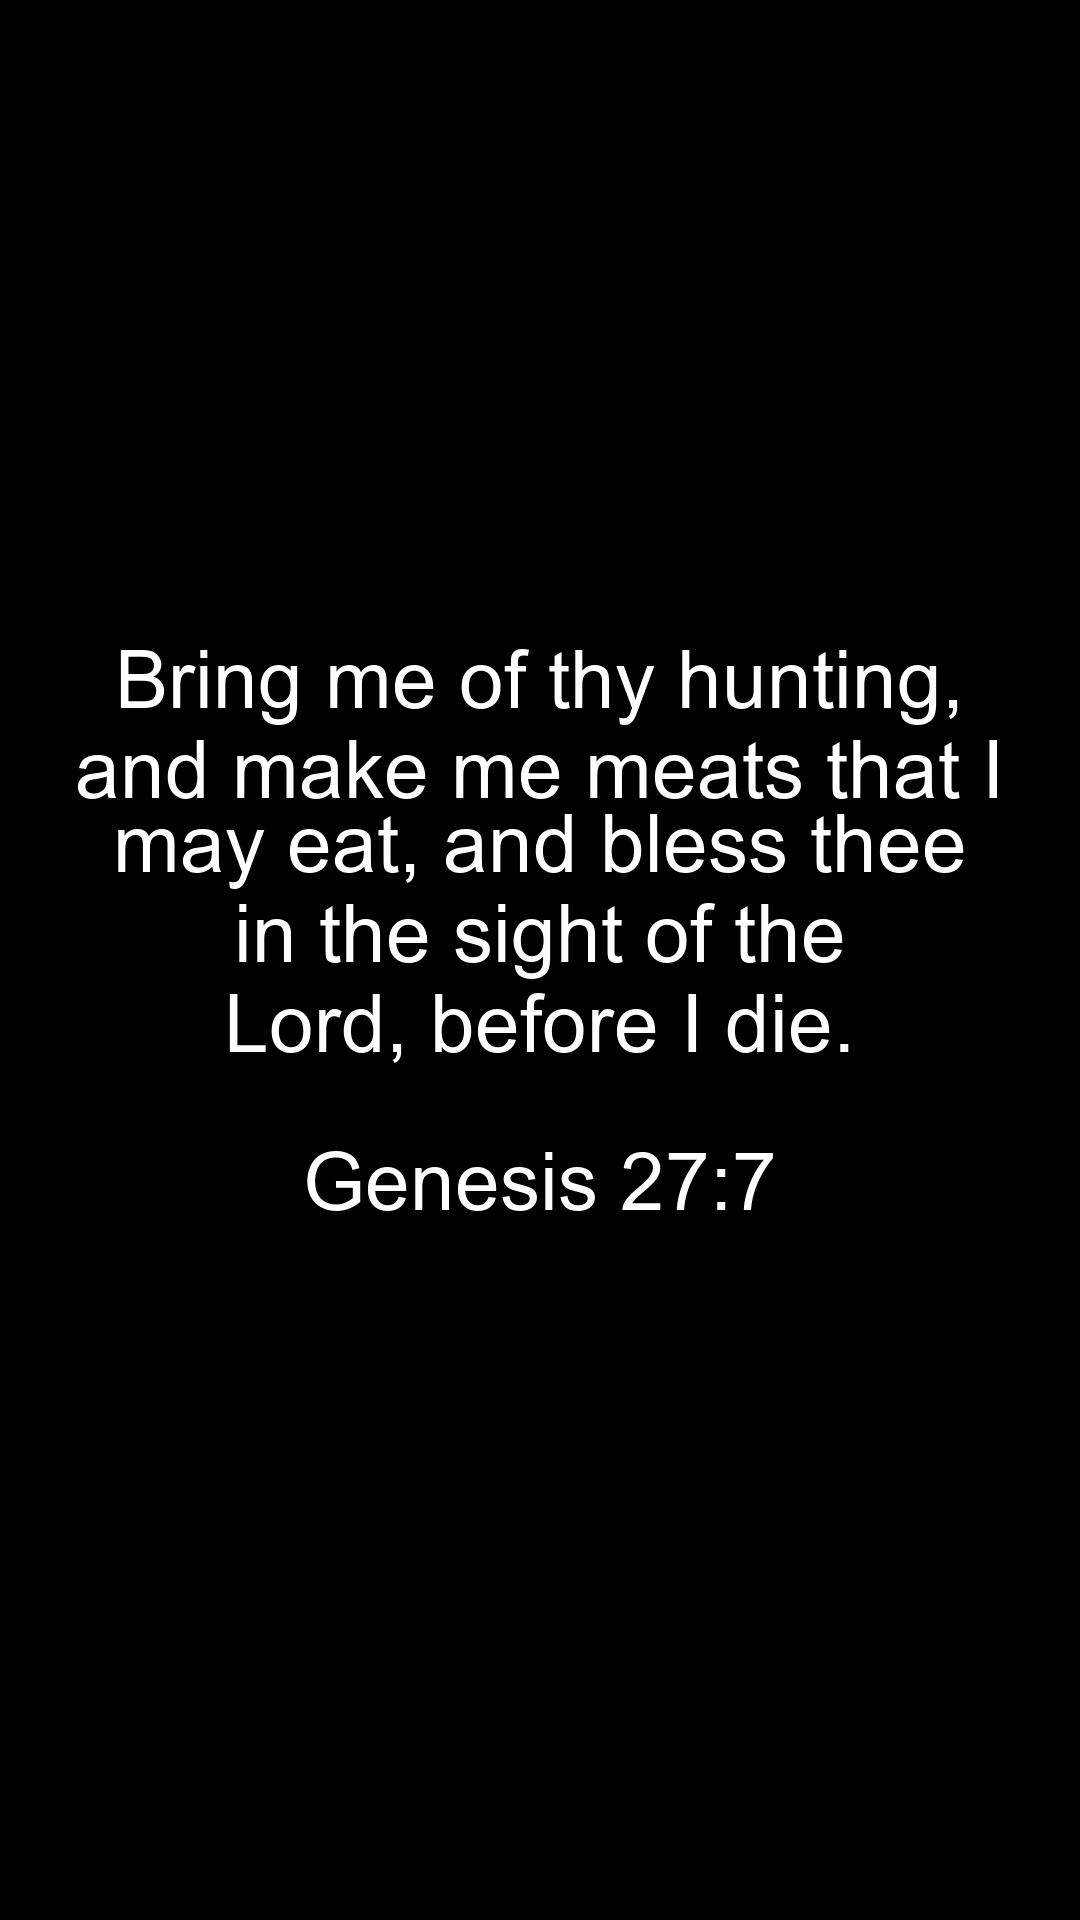 Bring me of thy hunting,
and make me meats that I
may eat, and bless thee
in the sight of the
Lord, before I die.
Genesis 27:7